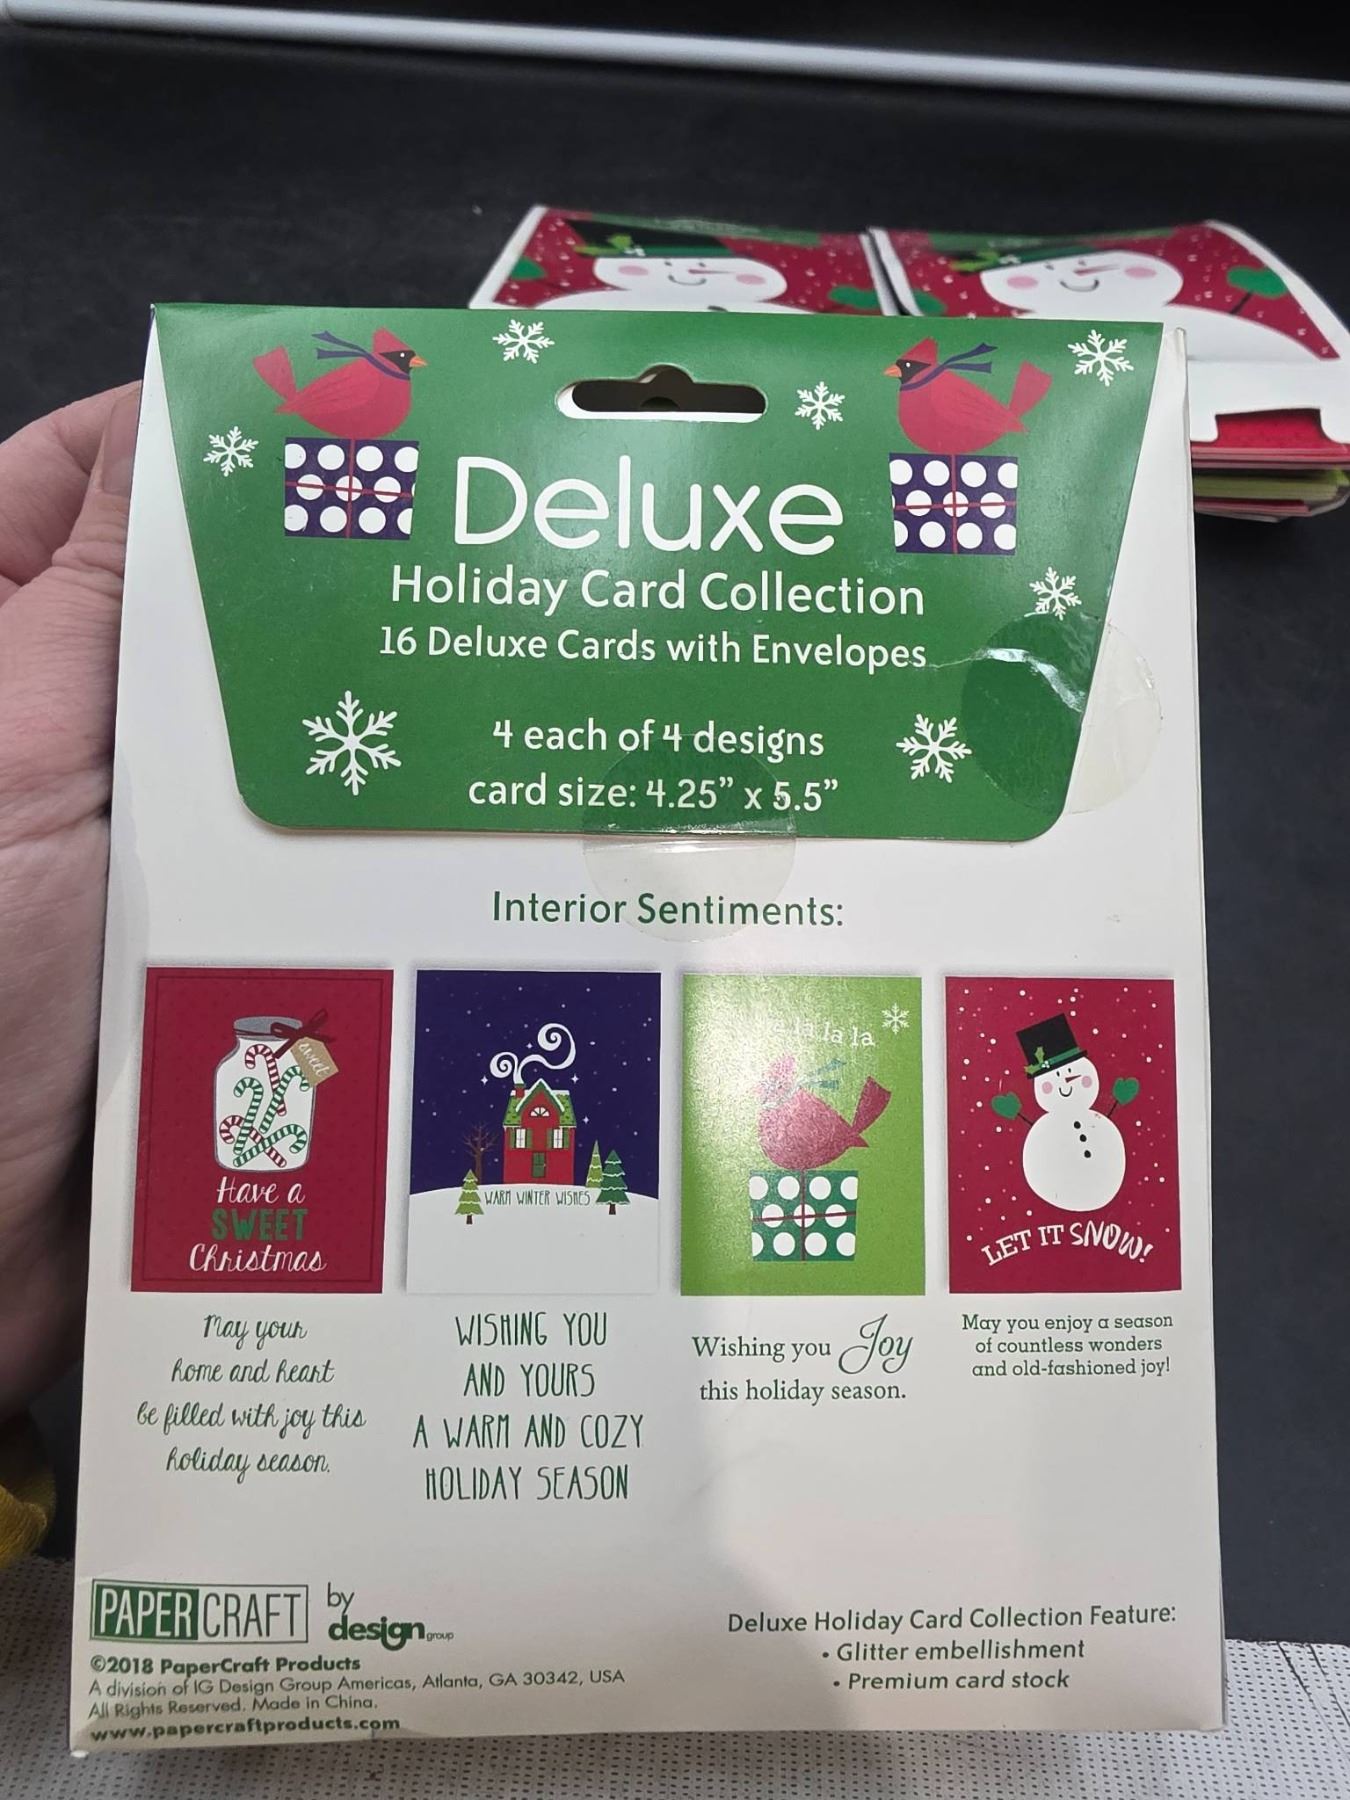 Deluxe
Holiday Card Collection
16 Deluxe Cards with Envelopes
4 each of 4 designs
card size: 4.25” x 5.5”
Interior Sentiments:
sweet
Have a
SWEET
Christmas
May your
home and heart
be filled with joy this
holiday season.
WARM WINTER WISHES
WISHING YOU
AND YOURS
A WARM AND COZY
HOLIDAY SEASON
la la la
Wishing you Joy
this holiday season.
LET IT SNOW!
May you enjoy a season
of countless wonders
and old-fashioned joy!
PAPERCRAFT by
design group
©2018 PaperCraft Products
A division of IG Design Group Americas, Atlanta, GA 30342, USA
All Rights Reserved. Made in China.
www.papercraftproducts.com
Deluxe Holiday Card Collection Feature:
• Glitter embellishment
• Premium card stock